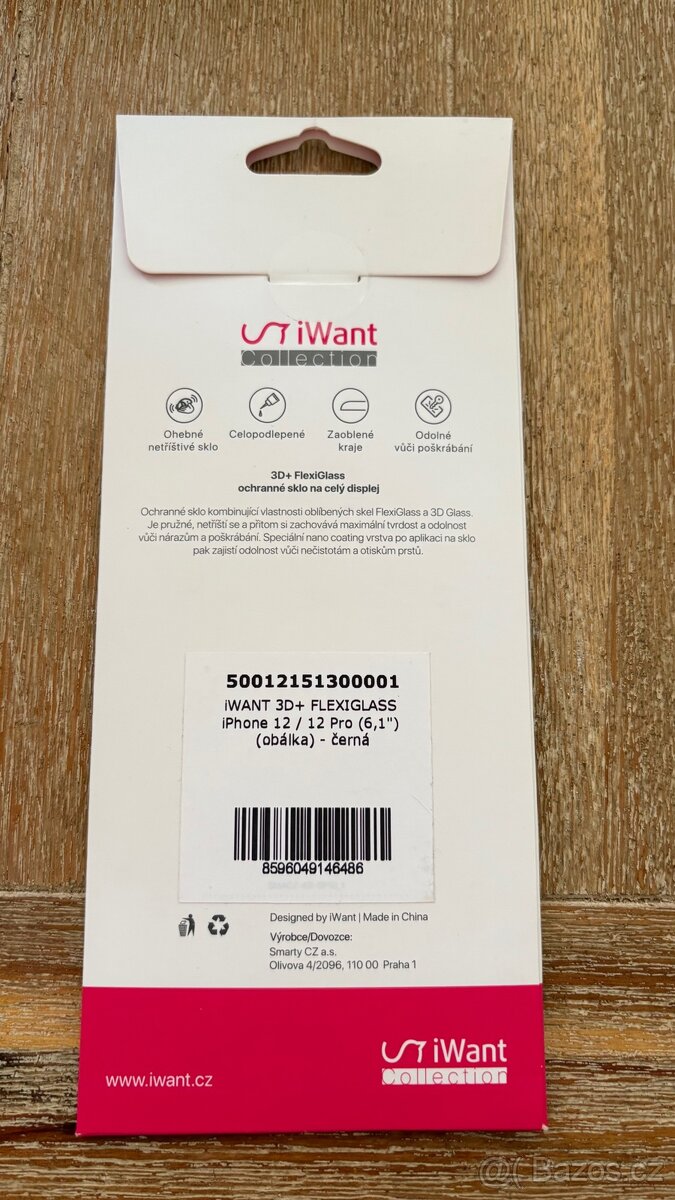 iWant
Collection
Ohebné
netříštivé sklo
Celopodlepené
Zaoblené
kraje
Odolné
vůči poškrábání
3D+ FlexiGlass
ochranné sklo na celý displej
Ochranné sklo kombinující vlastnosti oblíbených skel FlexiGlass a 3D Glass.
Je pružné, netříští se a přitom si zachovává maximální tvrdost a odolnost
vůči nárazům a poškrábání. Speciální nano coating vrstva po aplikaci na sklo
pak zajistí odolnost vůči nečistotám a otiskům prstů.
50012151300001
iWANT 3D+ FLEXIGLASS
iPhone 12 / 12 Pro (6,1")
(obálka) - černá
8596049146486
Designed by iWant | Made in China
Výrobce/Dovozce:
Smarty CZ a.s.
Olivova 4/2096, 110 00 Praha 1
www.iwant.cz
iWant
Collection
Bazos.cz